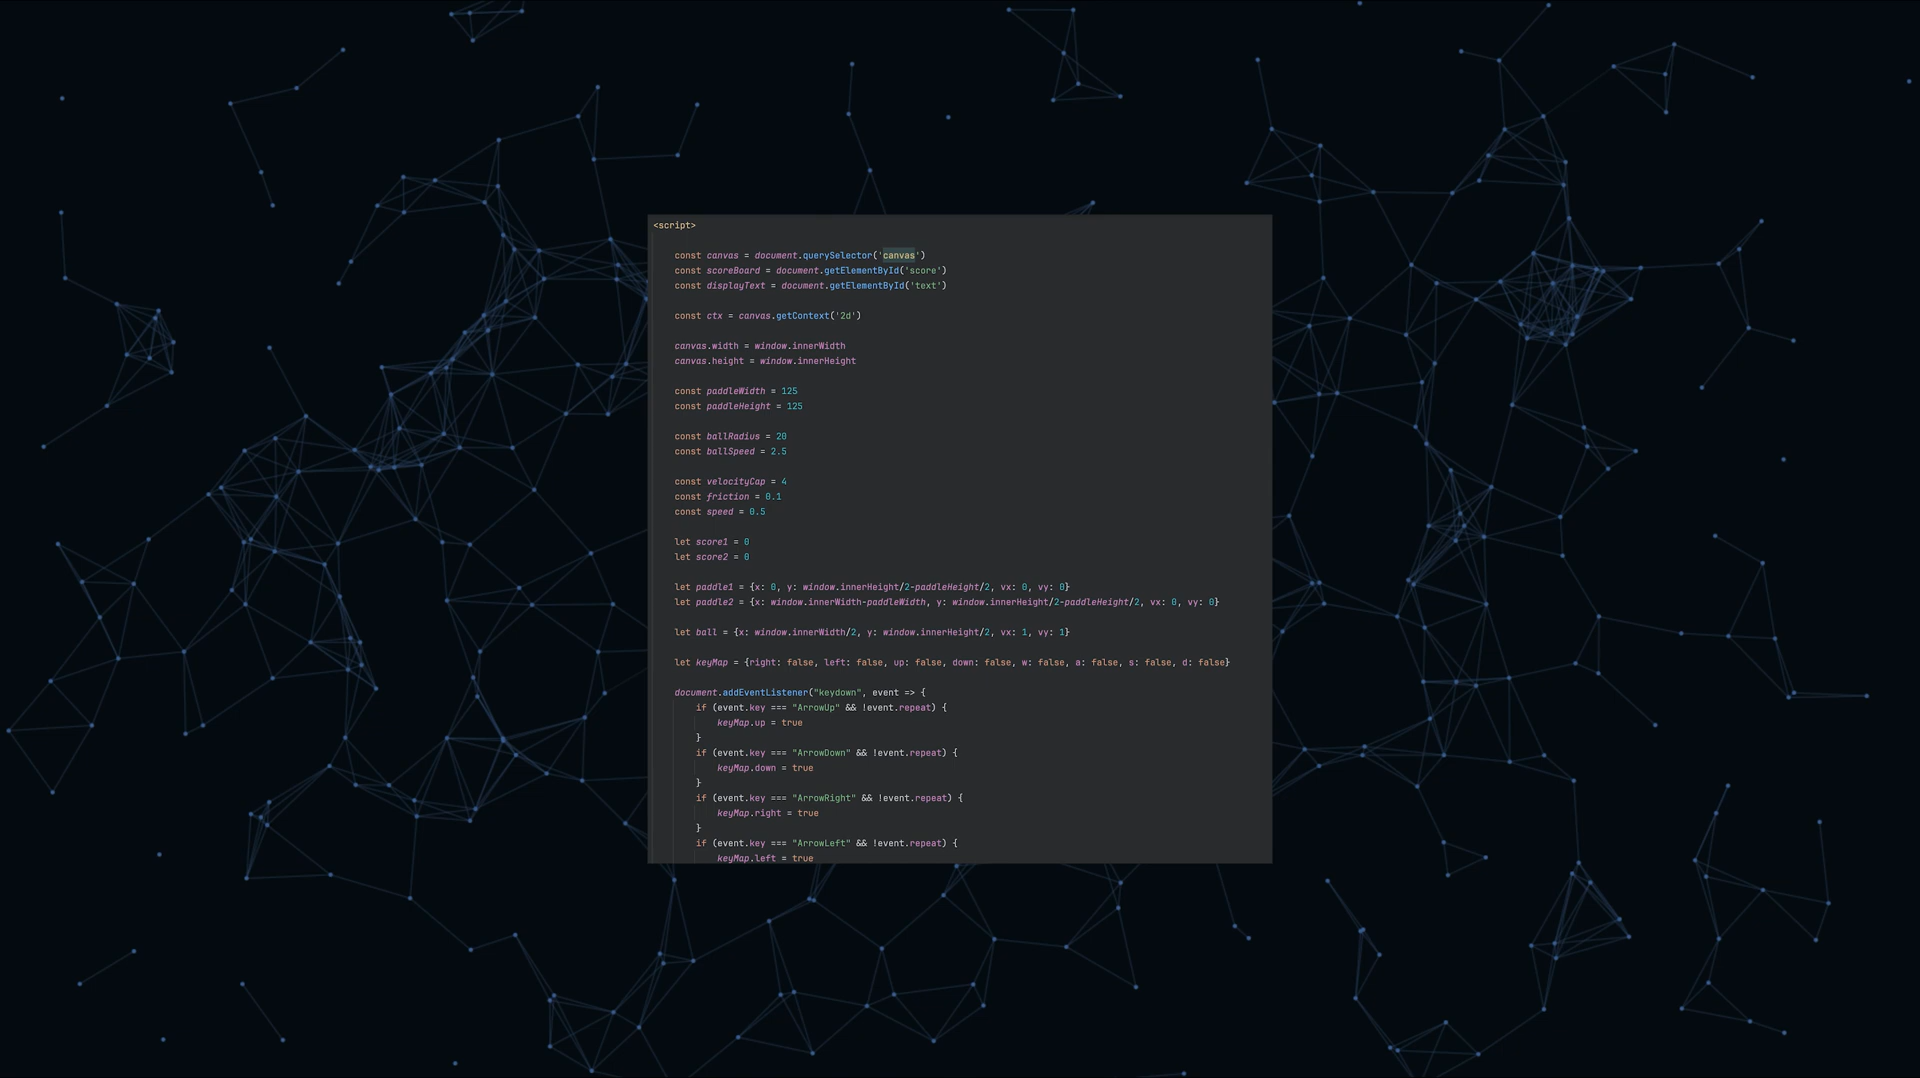 <script>
const canvas = document.querySelector('canvas')
const scoreBoard = document.getElementById('score')
const displayText = document.getElementById('text')
const ctx = canvas.getContext('2d')
canvas.width = window.innerWidth
canvas.height = window.innerHeight
const paddleWidth = 125
const paddleHeight = 125
const ballRadius = 20
const ballSpeed = 2.5
const velocityCap = 4
const friction = 0.1
const speed = 0.5
let score1 = 0
let score2 = 0
let paddle1 = {x: 0, y: window.innerHeight/2-paddleHeight/2, vx: 0, vy: 0}
let paddle2 = {x: window.innerWidth-paddleWidth, y: window.innerHeight/2-paddleHeight/2, vx: 0, vy: 0}
let ball = {x: window.innerWidth/2, y: window.innerHeight/2, vx: 1, vy: 1}
let keyMap = {right: false, left: false, up: false, down: false, w: false, a: false, s: false, d: false}
document.addEventListener("keydown", event => {
if (event.key === "ArrowUp" && !event.repeat) {
keyMap.up = true
}
if (event.key === "ArrowDown" && !event.repeat) {
keyMap.down = true
}
if (event.key === "ArrowRight" && !event.repeat) {
keyMap.right = true
}
if (event.key === "ArrowLeft" && !event.repeat) {
keyMap.left = true